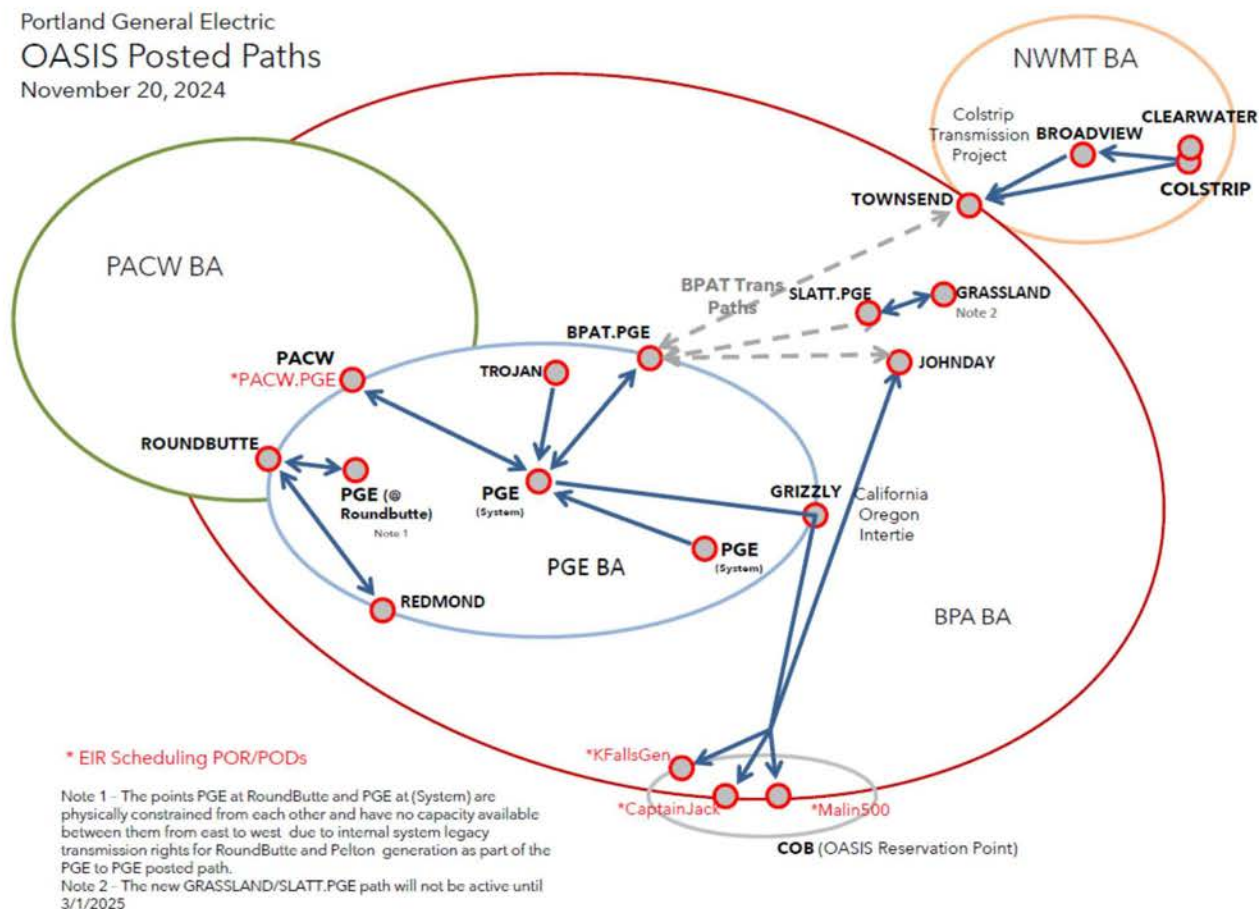 Portland General Electric
OASIS Posted Paths
November 20, 2024
NWMT BA
Colstrip
Transmission
Project
CLEARWATER
BROADVIEW
COLSTRIP
TOWNSEND
PACW BA
BPAT Trans
Paths
SLATT.PGE
GRASSLAND
Note 2
BPAT.PGE
JOHNDAY
PACW
*PACW.PGE
TROJAN
ROUNDBUTTE
PGE (@
Roundbutte)
Note 1
PGE
(System)
GRIZZLY
California
Oregon
Intertie
PGE
(System)
PGE BA
REDMOND
BPA BA
* EIR Scheduling POR/PODs
*KFallsGen
*CaptainJack
*Malin500
COB (OASIS Reservation Point)
Note 1 - The points PGE at RoundButte and PGE at (System) are
physically constrained from each other and have no capacity available
between them from east to west due to internal system legacy
transmission rights for RoundButte and Pelton generation as part of the
PGE to PGE posted path.
Note 2 - The new GRASSLAND/SLATT.PGE path will not be active until
3/1/2025